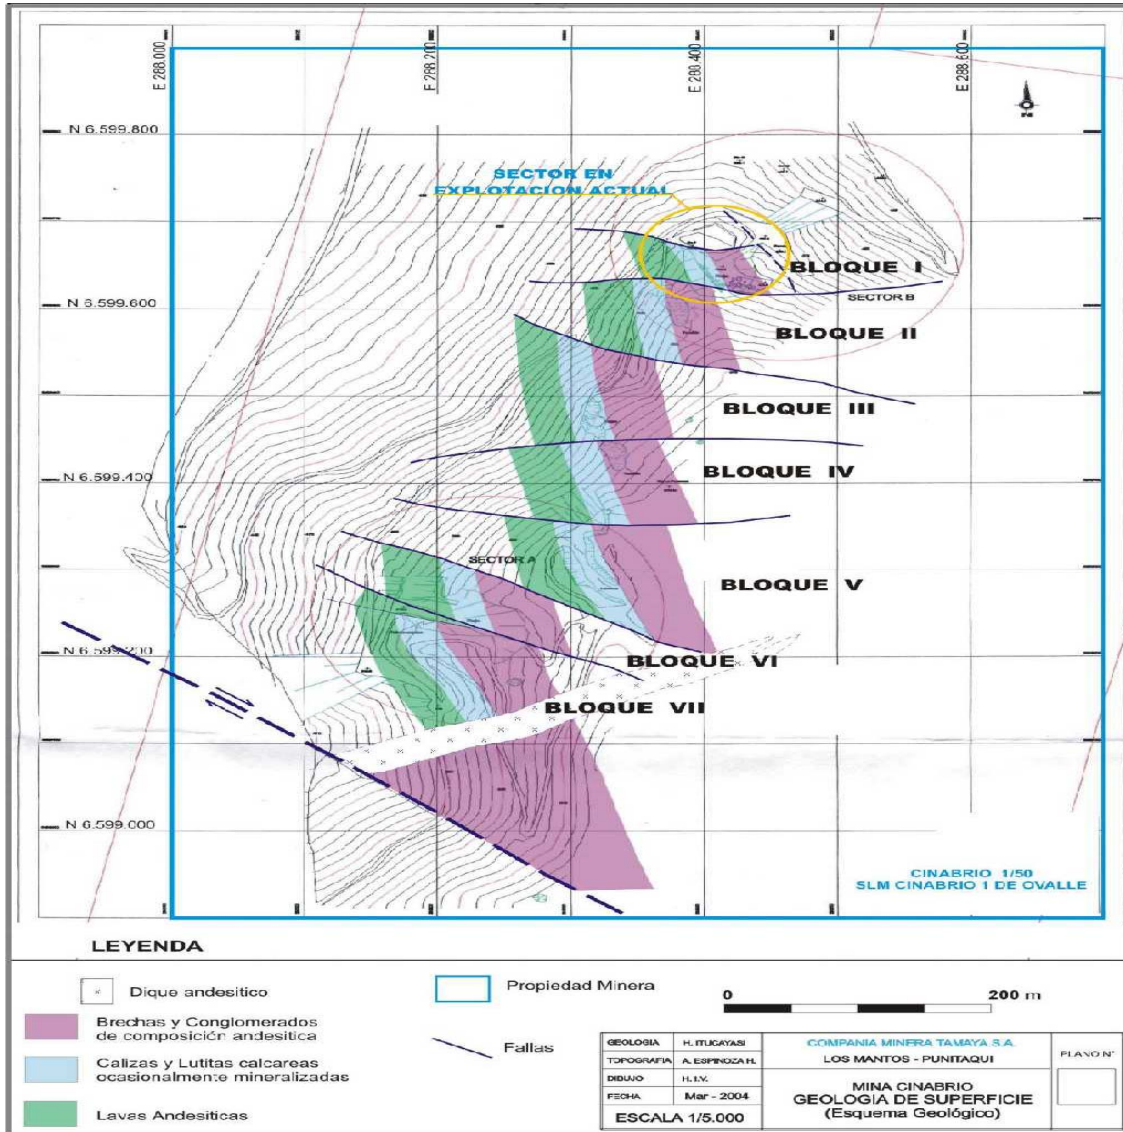 E 288.000
E 288.200
E 288.400
E 288.600
N 6.599.800
SECTOR EN
EXPLOTACION ACTUAL
BLOQUE I
N 6.599.600
SECTOR B
BLOQUE II
BLOQUE III
BLOQUE IV
N 6.599.400
SECTOR A
BLOQUE V
N 6.599.200
BLOQUE VI
BLOQUE VII
N 6.599.000
CINABRIO 1/50
SLM CINABRIO 1 DE OVALLE
LEYENDA
Dique andesitico
Brechas y Conglomerados
de composición andesitica
Calizas y Lutitas calcareas
ocasionalmente mineralizadas
Lavas Andesiticas
Propiedad Minera
Fallas
0 200 m
GEOLOGIA
TOPOGRAFIA A. ESPINOZA H.
DIBUJO H.I.V.
FECHA Mar - 2004
ESCALA 1/5.000
COMPANIA MINERA TAMAYA S.A.
LOS MANTOS - PUNITAQUI
MINA CINABRIO
GEOLOGIA DE SUPERFICIE
(Esquema Geológico)
PLANO N°